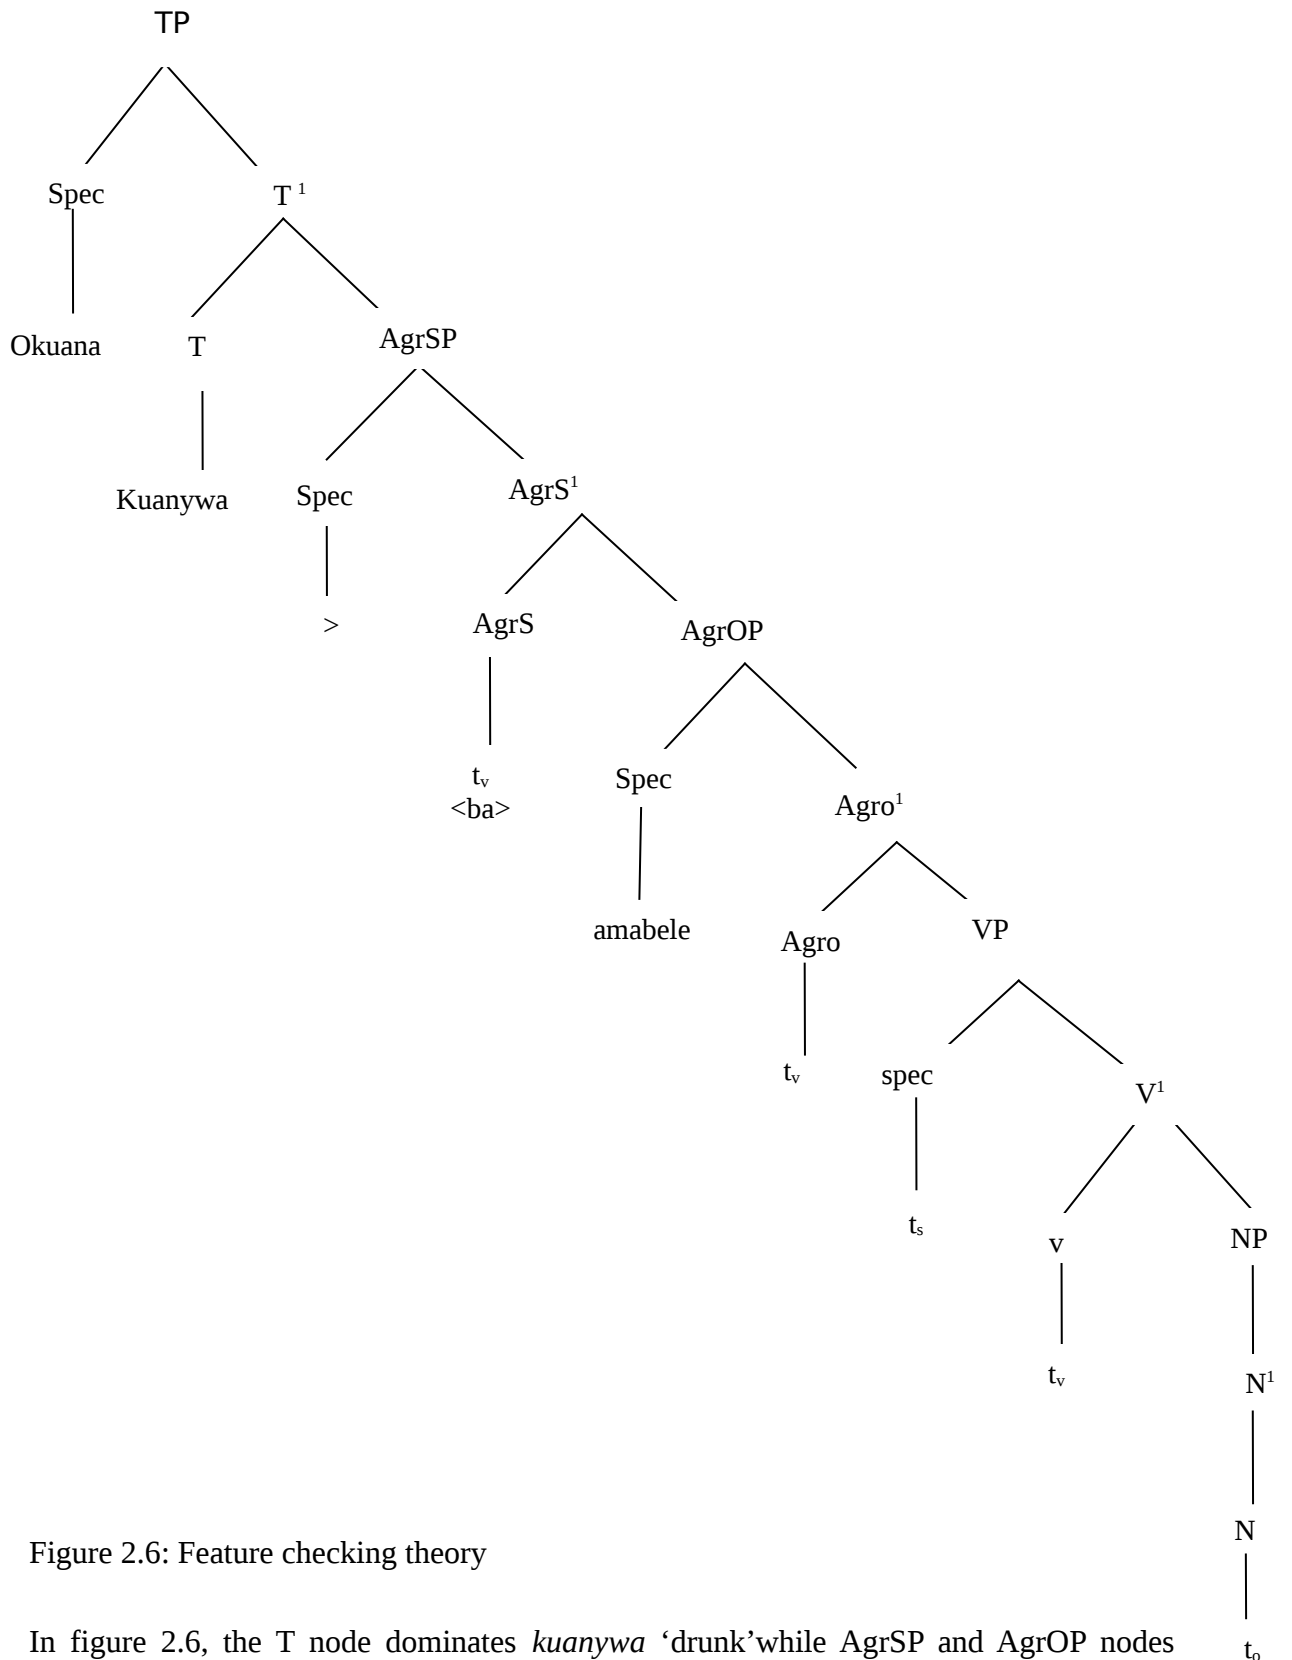 TP
Spec T 1
Okuana T AgrSP
Kuanywa Spec AgrS1
> AgrS AgrOP
tv Spec Agro1
<ba>
amabele Agro VP
tv spec V1
ts v NP
tv N1
N
Figure 2.6: Feature checking theory
In figure 2.6, the T node dominates kuanywa ‘drunk’while AgrSP and AgrOP nodes
to